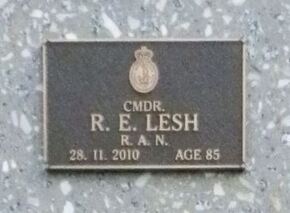 CMDR.
R. E. LESH
R. A. N.
28. 11. 2010 AGE 85